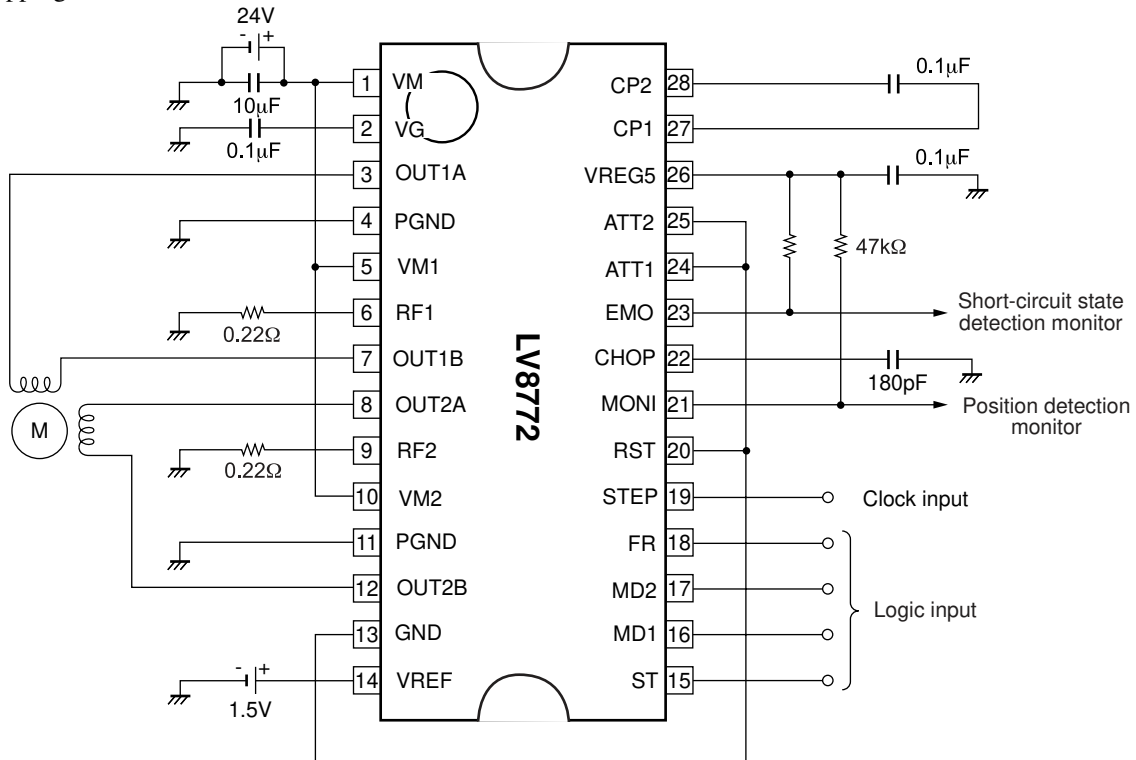 pping
24V
- +
10µF
0.1µF
1 VM
2 VG
3 OUT1A
4 PGND
5 VM1
6 RF1
0.22Ω
7 OUT1B
8 OUT2A
M
9 RF2
0.22Ω
10 VM2
11 PGND
12 OUT2B
13 GND
14 VREF
- +
1.5V
LV8772
CP2 28
0.1µF
CP1 27
VREG5 26
0.1µF
ATT2 25
47kΩ
ATT1 24
EMO 23
Short-circuit state
detection monitor
CHOP 22
180pF
MONI 21
Position detection
monitor
RST 20
STEP 19
Clock input
FR 18
MD2 17
Logic input
MD1 16
ST 15